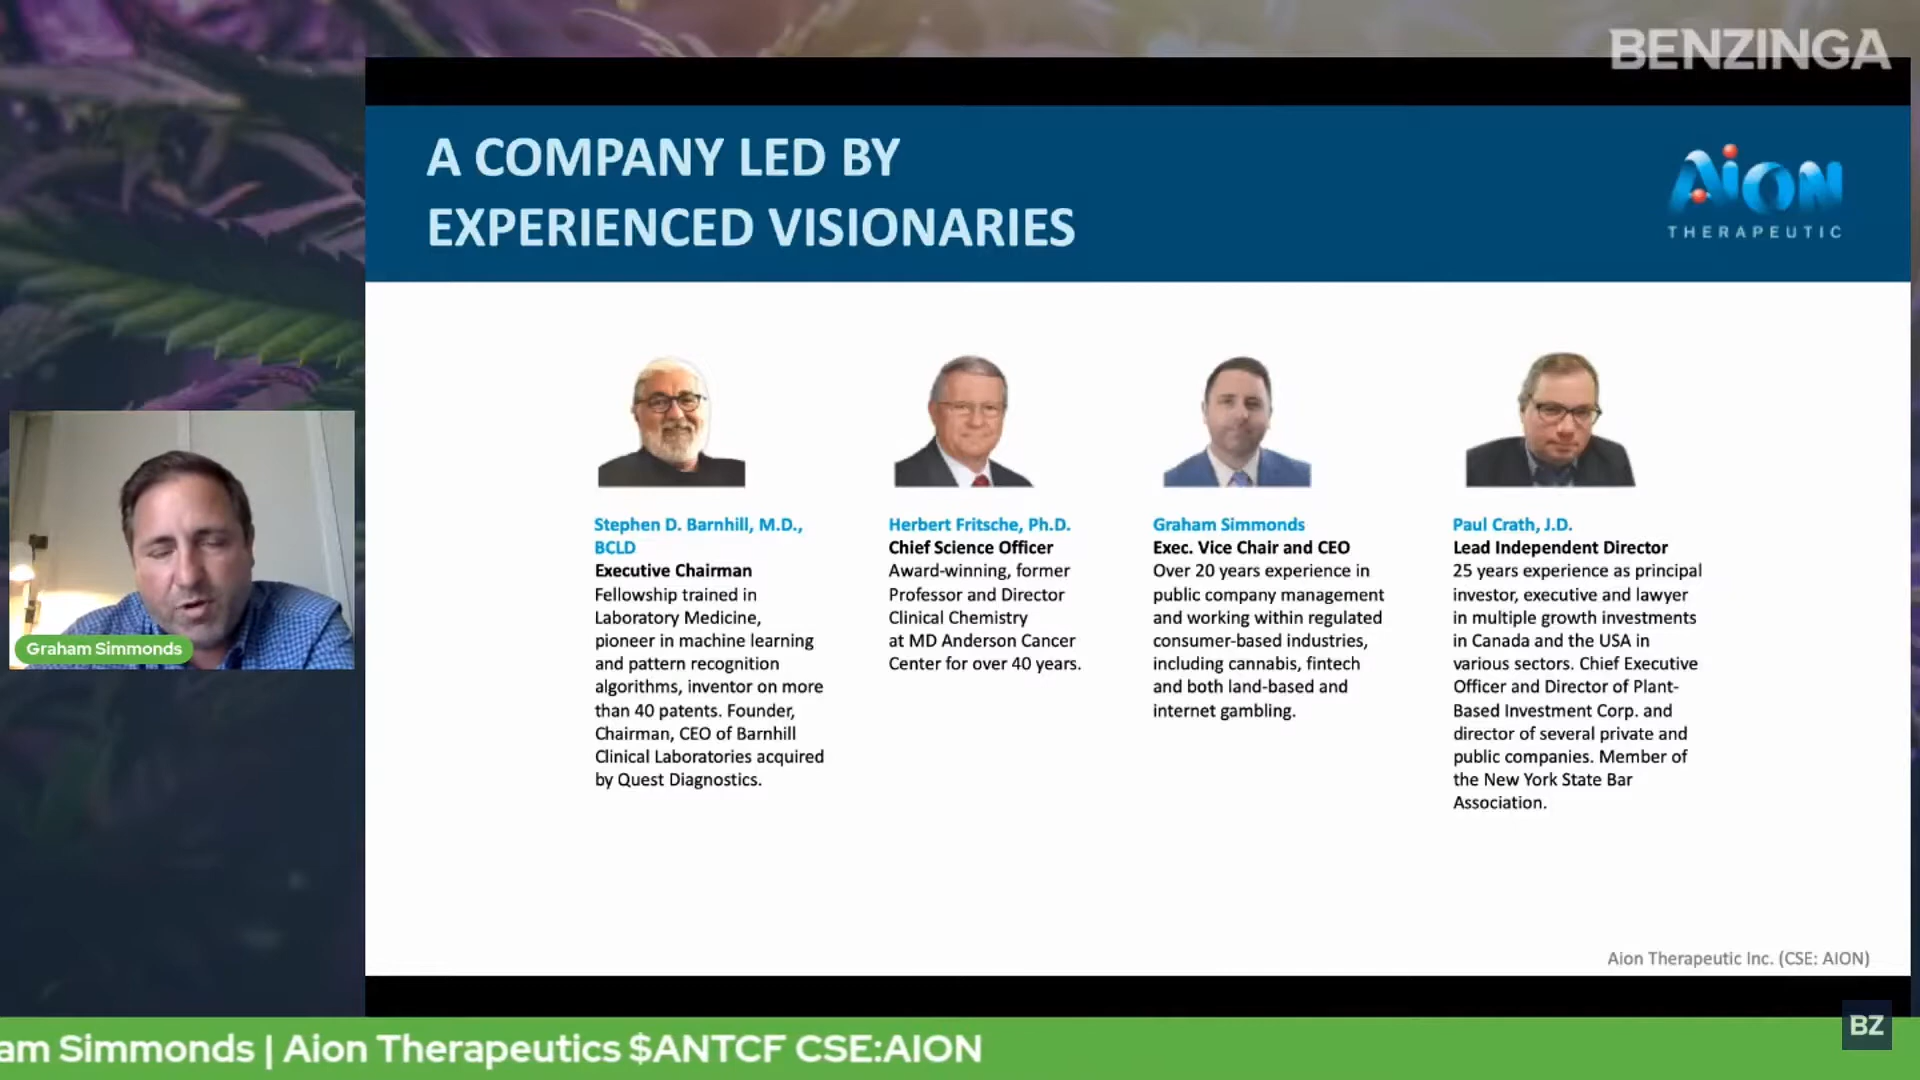 BENZINGA
A COMPANY LED BY
EXPERIENCED VISIONARIES
AiON
THERAPEUTIC
Stephen D. Barnhill, M.D.,
BCLD
Executive Chairman
Fellowship trained in
Laboratory Medicine,
pioneer in machine learning
and pattern recognition
algorithms, inventor on more
than 40 patents. Founder,
Chairman, CEO of Barnhill
Clinical Laboratories acquired
by Quest Diagnostics.
Herbert Fritsche, Ph.D.
Chief Science Officer
Award-winning, former
Professor and Director
Clinical Chemistry
at MD Anderson Cancer
Center for over 40 years.
Graham Simmonds
Exec. Vice Chair and CEO
Over 20 years experience in
public company management
and working within regulated
consumer-based industries,
including cannabis, fintech
and both land-based and
internet gambling.
Paul Crath, J.D.
Lead Independent Director
25 years experience as principal
investor, executive and lawyer
in multiple growth investments
in Canada and the USA in
various sectors. Chief Executive
Officer and Director of Plant-
Based Investment Corp. and
director of several private and
public companies. Member of
the New York State Bar
Association.
Graham Simmonds
Aion Therapeutic Inc. (CSE: AION)
BZ
am Simmonds | Aion Therapeutics $ANTCF CSE:AION